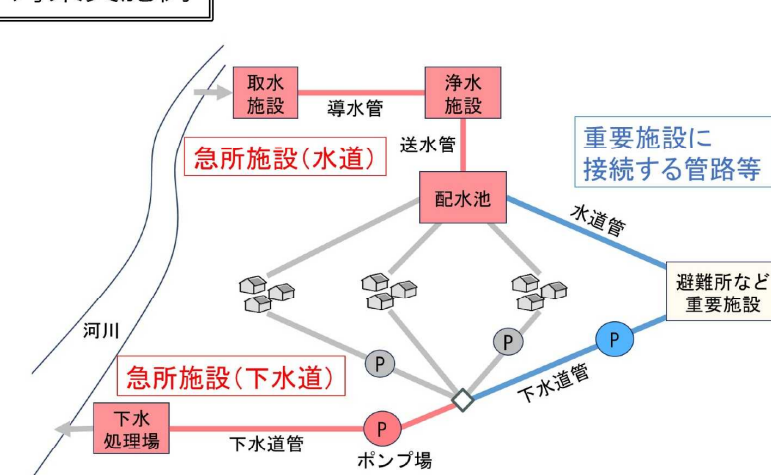 取水
施設
導水管
浄水
施設
急所施設(水道)
送水管
重要施設に
接続する管路等
配水池
水道管
避難所など
重要施設
河川
P
P
P
急所施設(下水道)
下水道管
下水
処理場
下水道管
P
ポンプ場